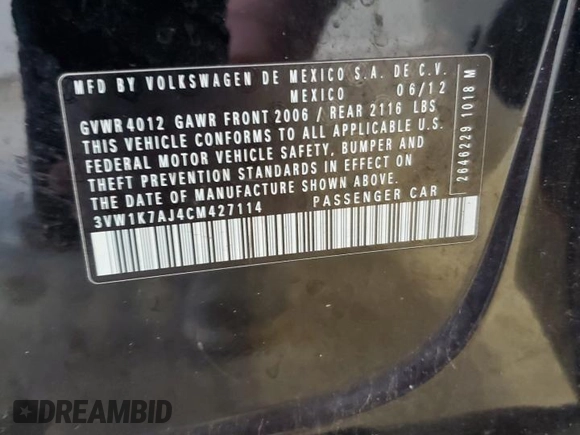 MFD BY VOLKSWAGEN DE MEXICO S.A. DE C.V.
MEXICO 06/12
GVWR 4012 GAWR FRONT 2006 / REAR 2116 LBS
THIS VEHICLE CONFORMS TO ALL APPLICABLE U.S.
FEDERAL MOTOR VEHICLE SAFETY, BUMPER AND
THEFT PREVENTION STANDARDS IN EFFECT ON
THE DATE OF MANUFACTURE SHOWN ABOVE.
3VW1K7AJ4CM427114 PASSENGER CAR
2646229 1018 M
DREAMBID